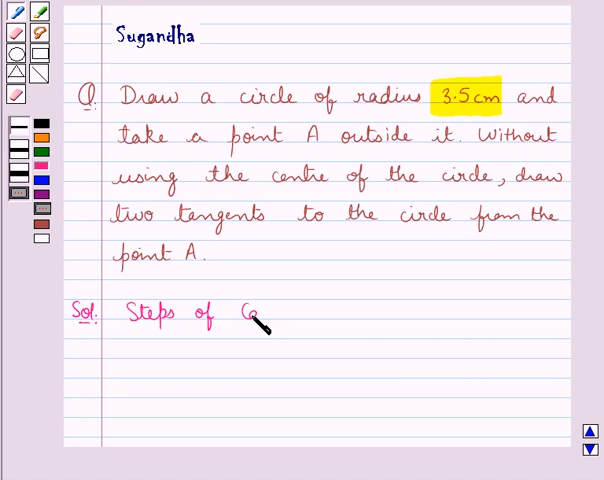 Sugandha
Q. Draw a circle of radius 3.5cm and
take a point A outside it. Without
using the centre of the circle, draw
two tangents to the circle from the
point A.
Sol. Steps of Co